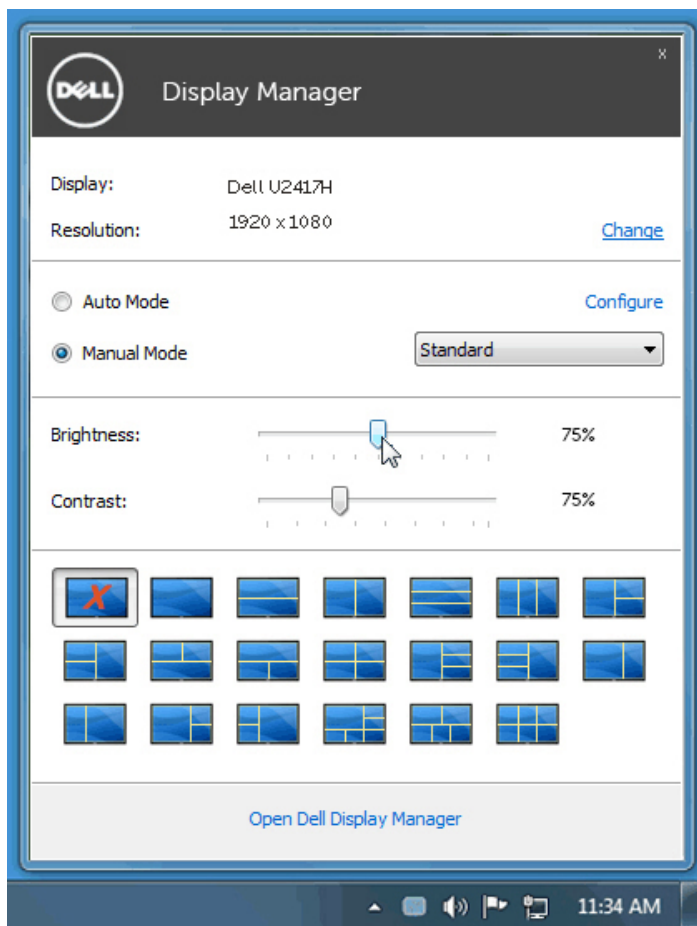 x
DELL Display Manager
Display: Dell U2417H
Resolution: 1920 x 1080 Change
Auto Mode Configure
Manual Mode Standard
Brightness: 75%
Contrast: 75%
X
Open Dell Display Manager
11:34 AM